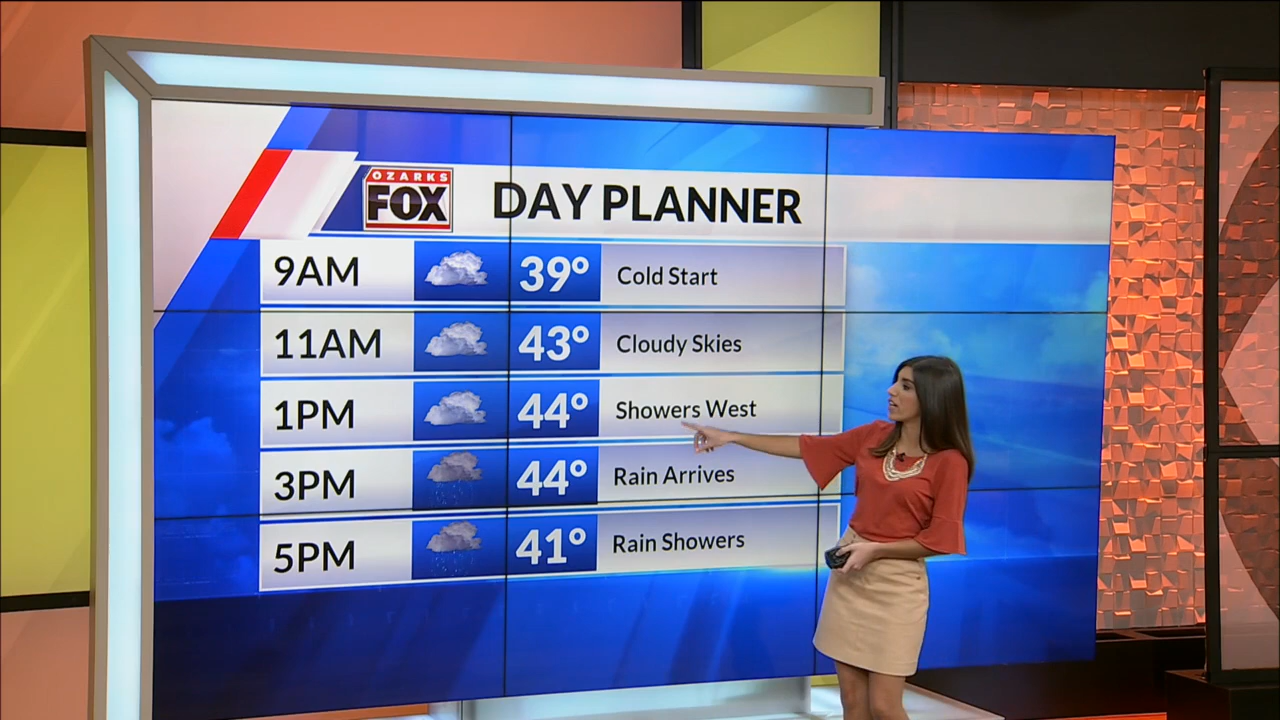 OZARKS
FOX
DAY PLANNER
9AM 39° Cold Start
11AM 43° Cloudy Skies
1PM 44° Showers West
3PM 44° Rain Arrives
5PM 41° Rain Showers